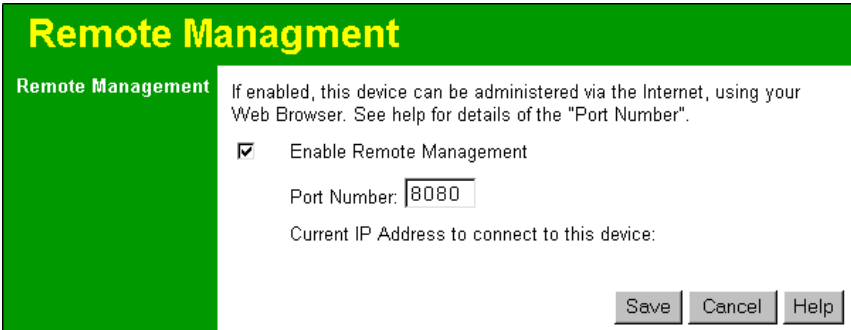 Remote Managment
Remote Management
If enabled, this device can be administered via the Internet, using your
Web Browser. See help for details of the "Port Number".
Enable Remote Management
Port Number: 8080
Current IP Address to connect to this device:
Save Cancel Help